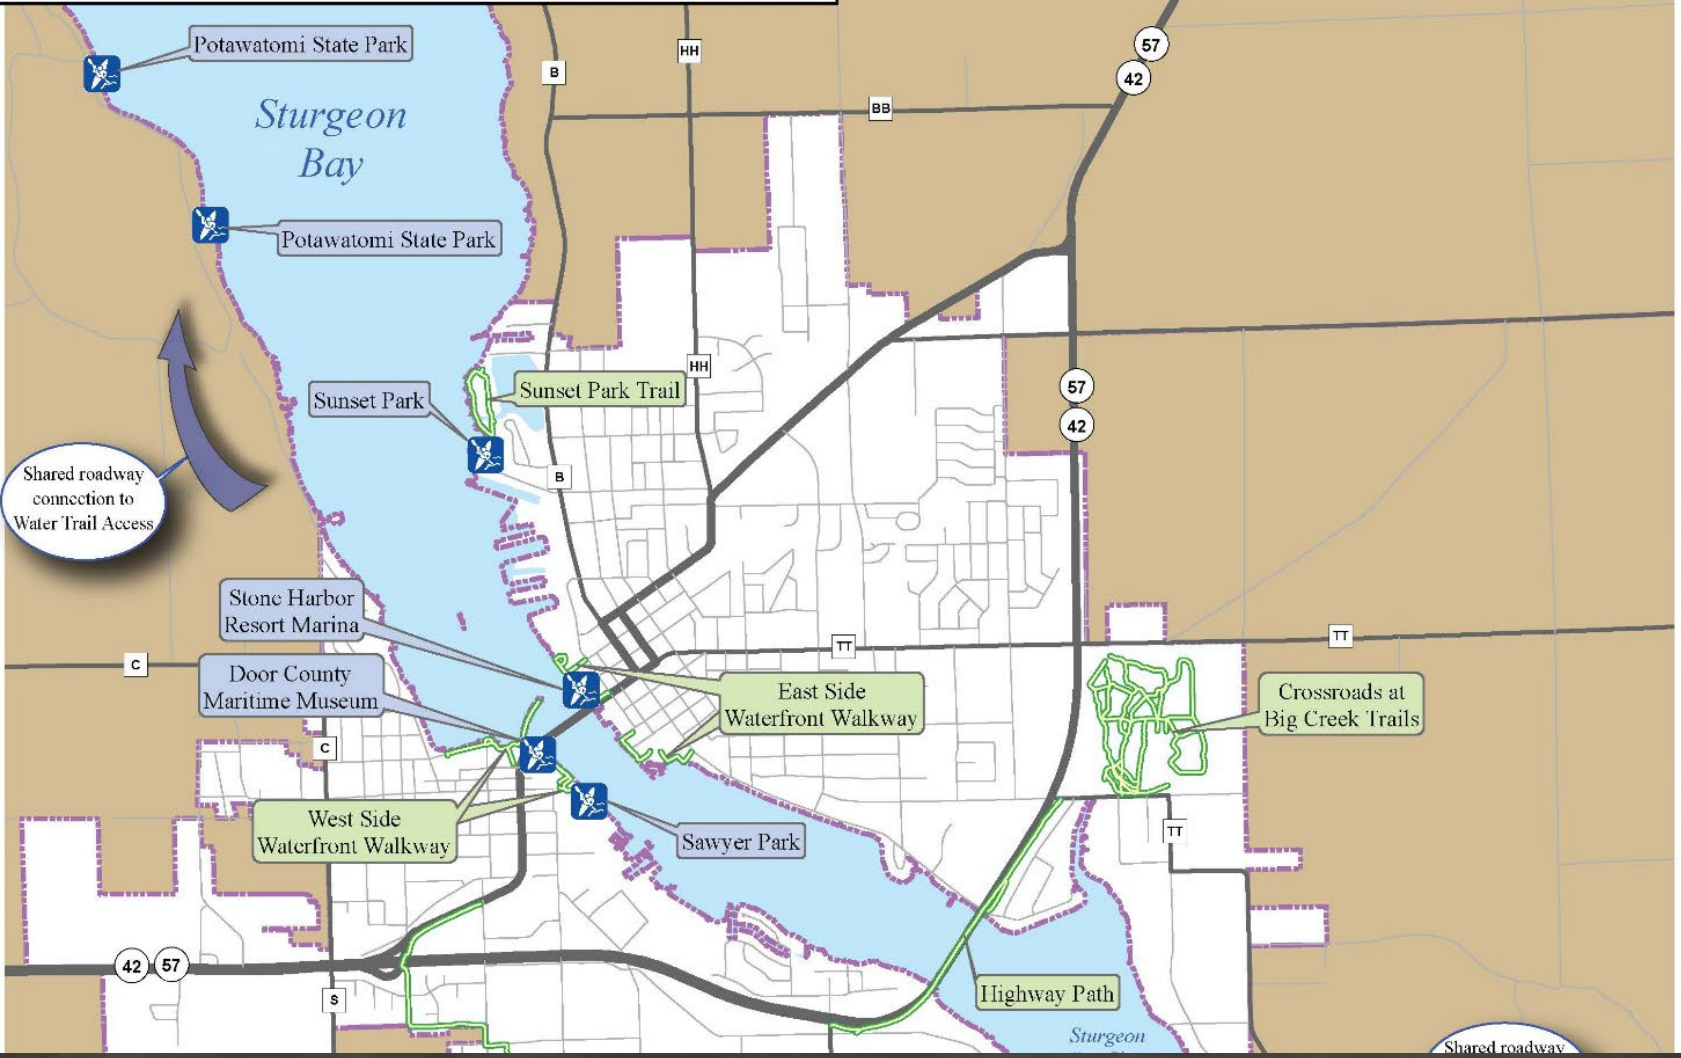 Potawatomi State Park
57
HH
B
42
BB
Sturgeon
Bay
Potawatomi State Park
HH
57
Sunset Park Trail
Sunset Park
42
Shared roadway
connection to
Water Trail Access
B
Stone Harbor
Resort Marina
TT
TT
C
Door County
Maritime Museum
East Side
Waterfront Walkway
Crossroads at
Big Creek Trails
C
West Side
Waterfront Walkway
TT
Sawyer Park
42
57
S
Highway Path
Sturgeon
Shared roadway